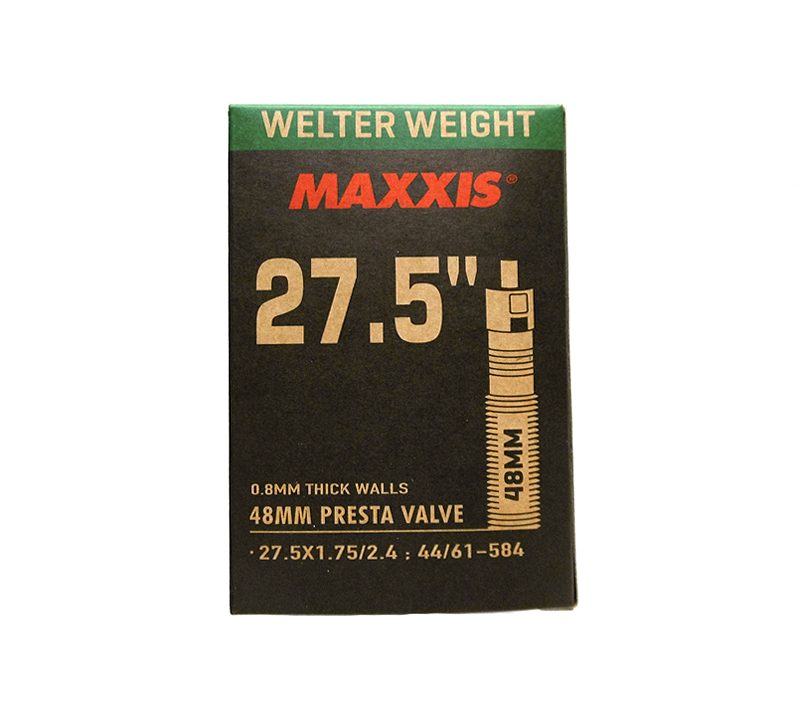 WELTER WEIGHT
MAXXIS®
27.5"
48MM
0.8MM THICK WALLS
48MM PRESTA VALVE
·27.5X1.75/2.4 ; 44/61-584